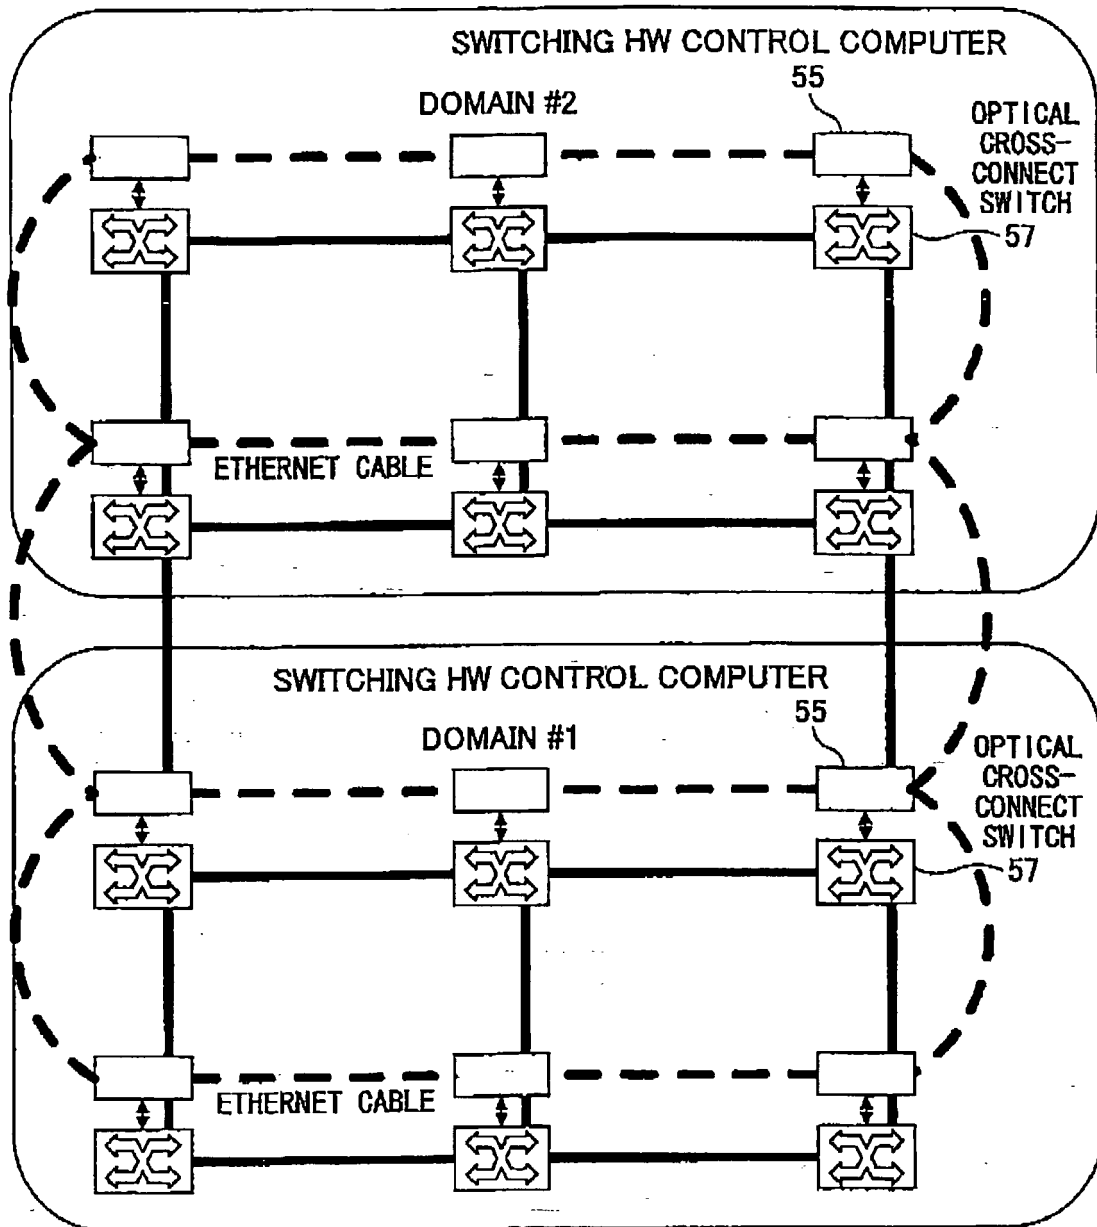 SWITCHING HW CONTROL COMPUTER
55
DOMAIN #2
OPTICAL
CROSS-
CONNECT
SWITCH
57
ETHERNET CABLE
SWITCHING HW CONTROL COMPUTER
55
DOMAIN #1
OPTICAL
CROSS-
CONNECT
SWITCH
57
ETHERNET CABLE